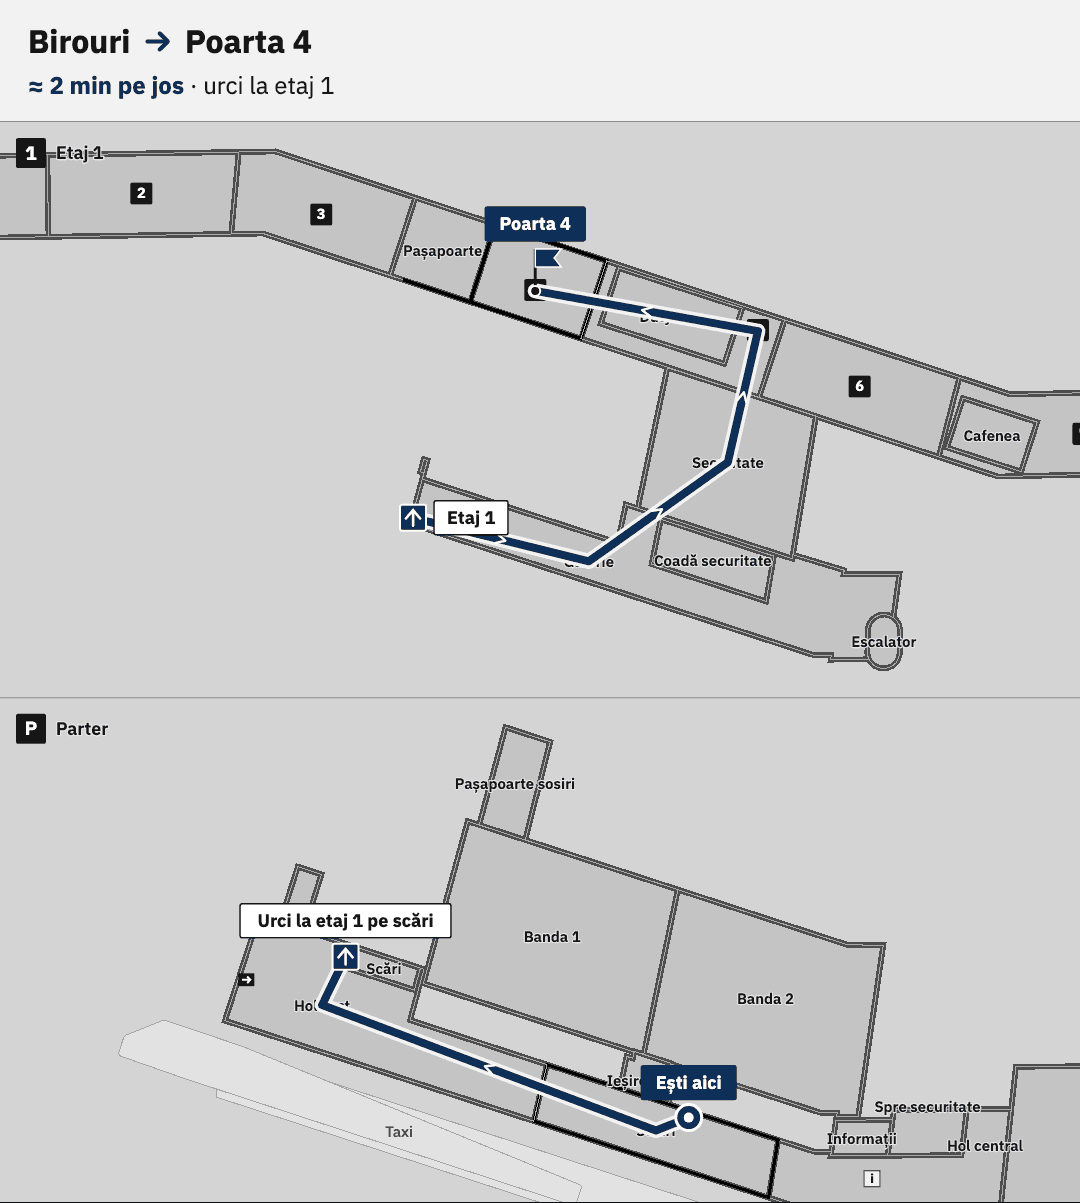 Birouri → Poarta 4
≈ 2 min pe jos · urci la etaj 1
1 Etaj 1
2
3
Pașapoarte
Poarta 4
6
Cafenea
Securitate
Etaj 1
Coadă securitate
Escalator
P Parter
Pașapoarte sosiri
Urci la etaj 1 pe scări
Banda 1
Scări
Banda 2
Ești aici
Spre securitate
Informații
Hol central
Taxi
i